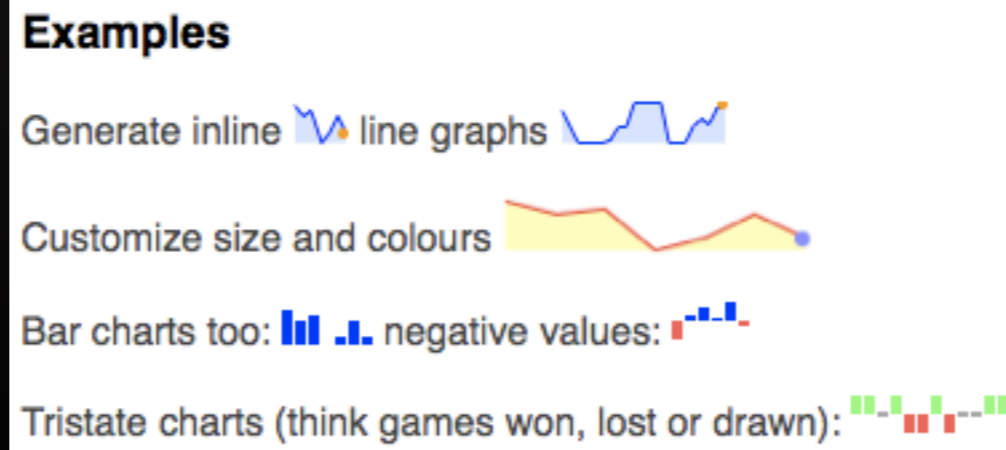 Examples
Generate inline line graphs
Customize size and colours
Bar charts too: negative values:
Tristate charts (think games won, lost or drawn):